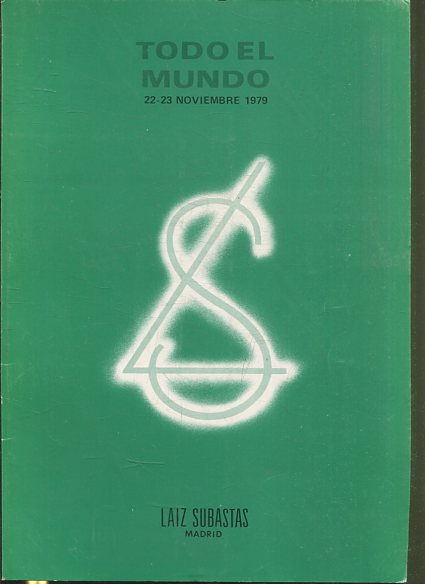 TODO EL
MUNDO
22-23 NOVIEMBRE 1979
LAIZ SUBASTAS
MADRID